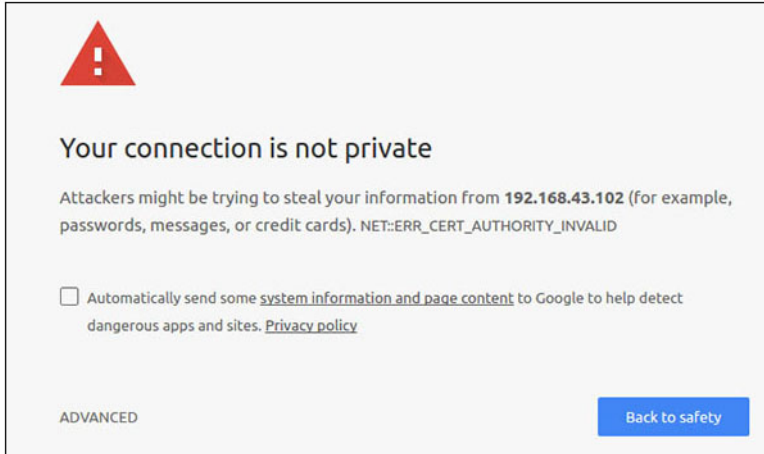 Your connection is not private
Attackers might be trying to steal your information from 192.168.43.102 (for example,
passwords, messages, or credit cards). NET::ERR_CERT_AUTHORITY_INVALID
Automatically send some system information and page content to Google to help detect
dangerous apps and sites. Privacy policy
ADVANCED
Back to safety